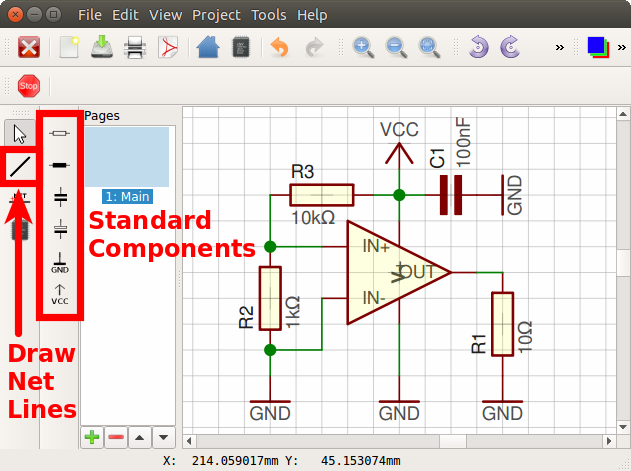 File Edit View Project Tools Help
Stop
Pages
1: Main
GND
VCC
Standard
Components
Draw
Net
Lines
VCC
C1
100nF
GND
R3
10kΩ
IN+
OUT
IN-
R2
1kΩ
R1
10Ω
GND
GND
GND
X: 214.059017mm Y: 45.153074mm